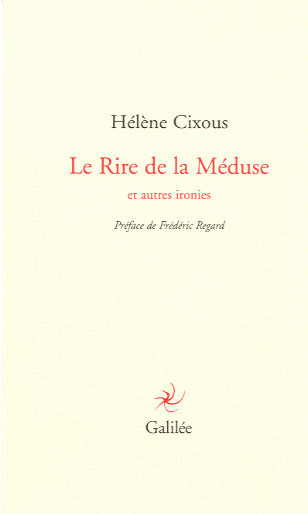 Hélène Cixous
Le Rire de la Méduse
et autres ironies
Préface de Frédéric Regard
Galilée